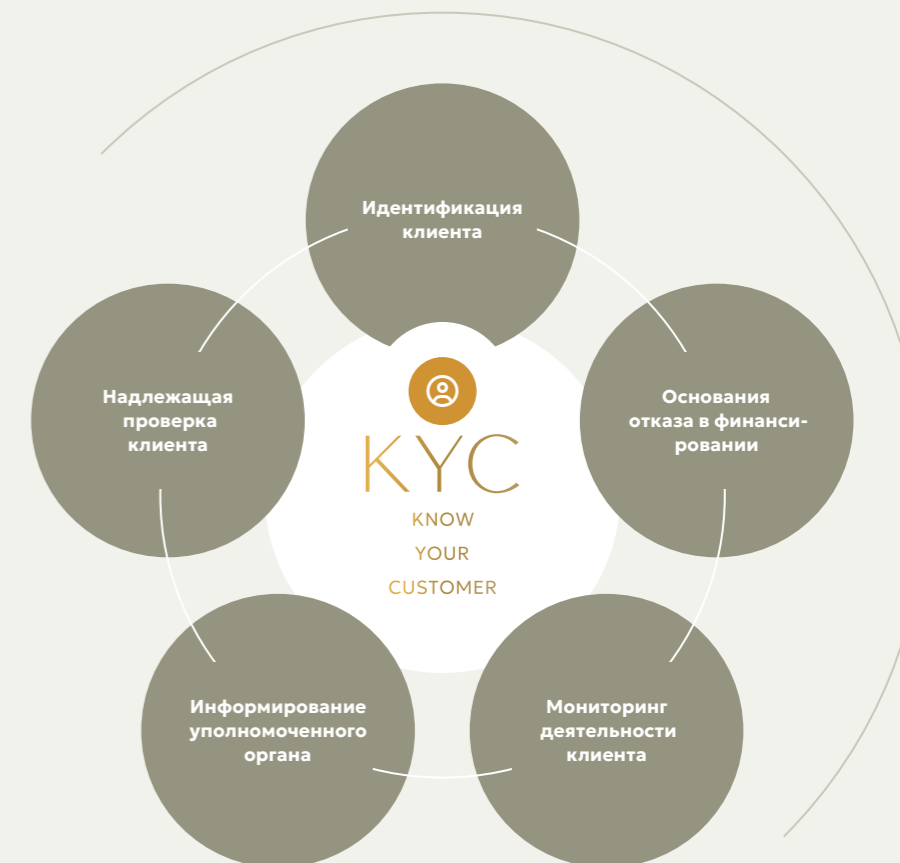 Идентификация
клиента
Надлежащая
проверка
клиента
Основания
отказа в финанси-
ровании
KYC
KNOW
YOUR
CUSTOMER
Информирование
уполномоченного
органа
Мониторинг
деятельности
клиента